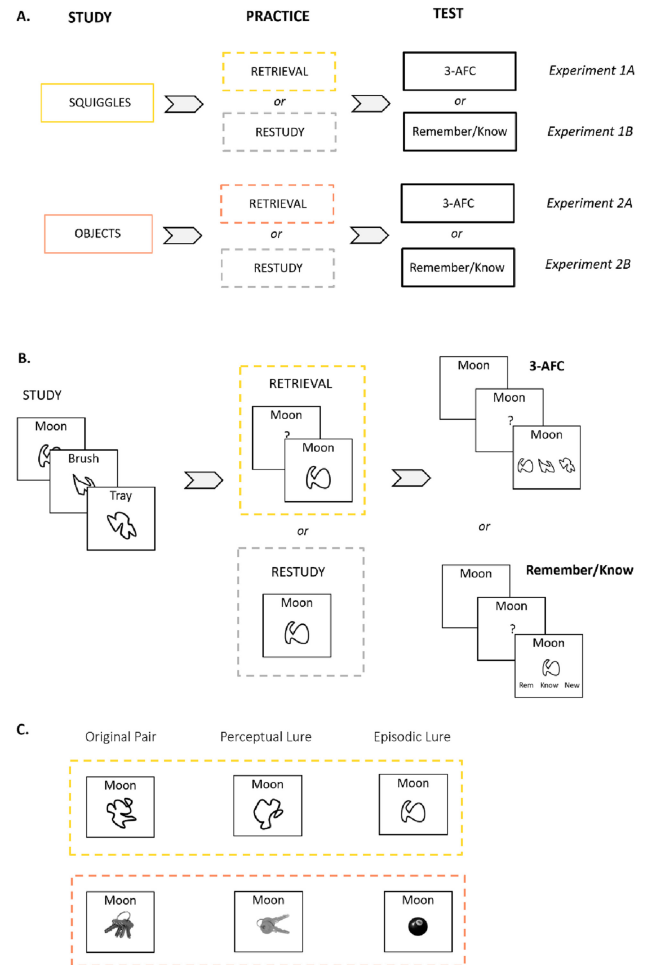 A.
STUDY PRACTICE TEST
RETRIEVAL 3-AFC Experiment 1A
SQUIGGLES or or
RESTUDY Remember/Know Experiment 1B
RETRIEVAL 3-AFC Experiment 2A
OBJECTS or or
RESTUDY Remember/Know Experiment 2B
B.
STUDY
Moon
Brush
Tray
RETRIEVAL
Moon
?
Moon
or
RESTUDY
Moon
3-AFC
Moon
Moon
?
Moon
or
Remember/Know
Moon
Moon
?
Moon
Rem Know New
C.
Original Pair Perceptual Lure Episodic Lure
Moon Moon Moon
Moon Moon Moon